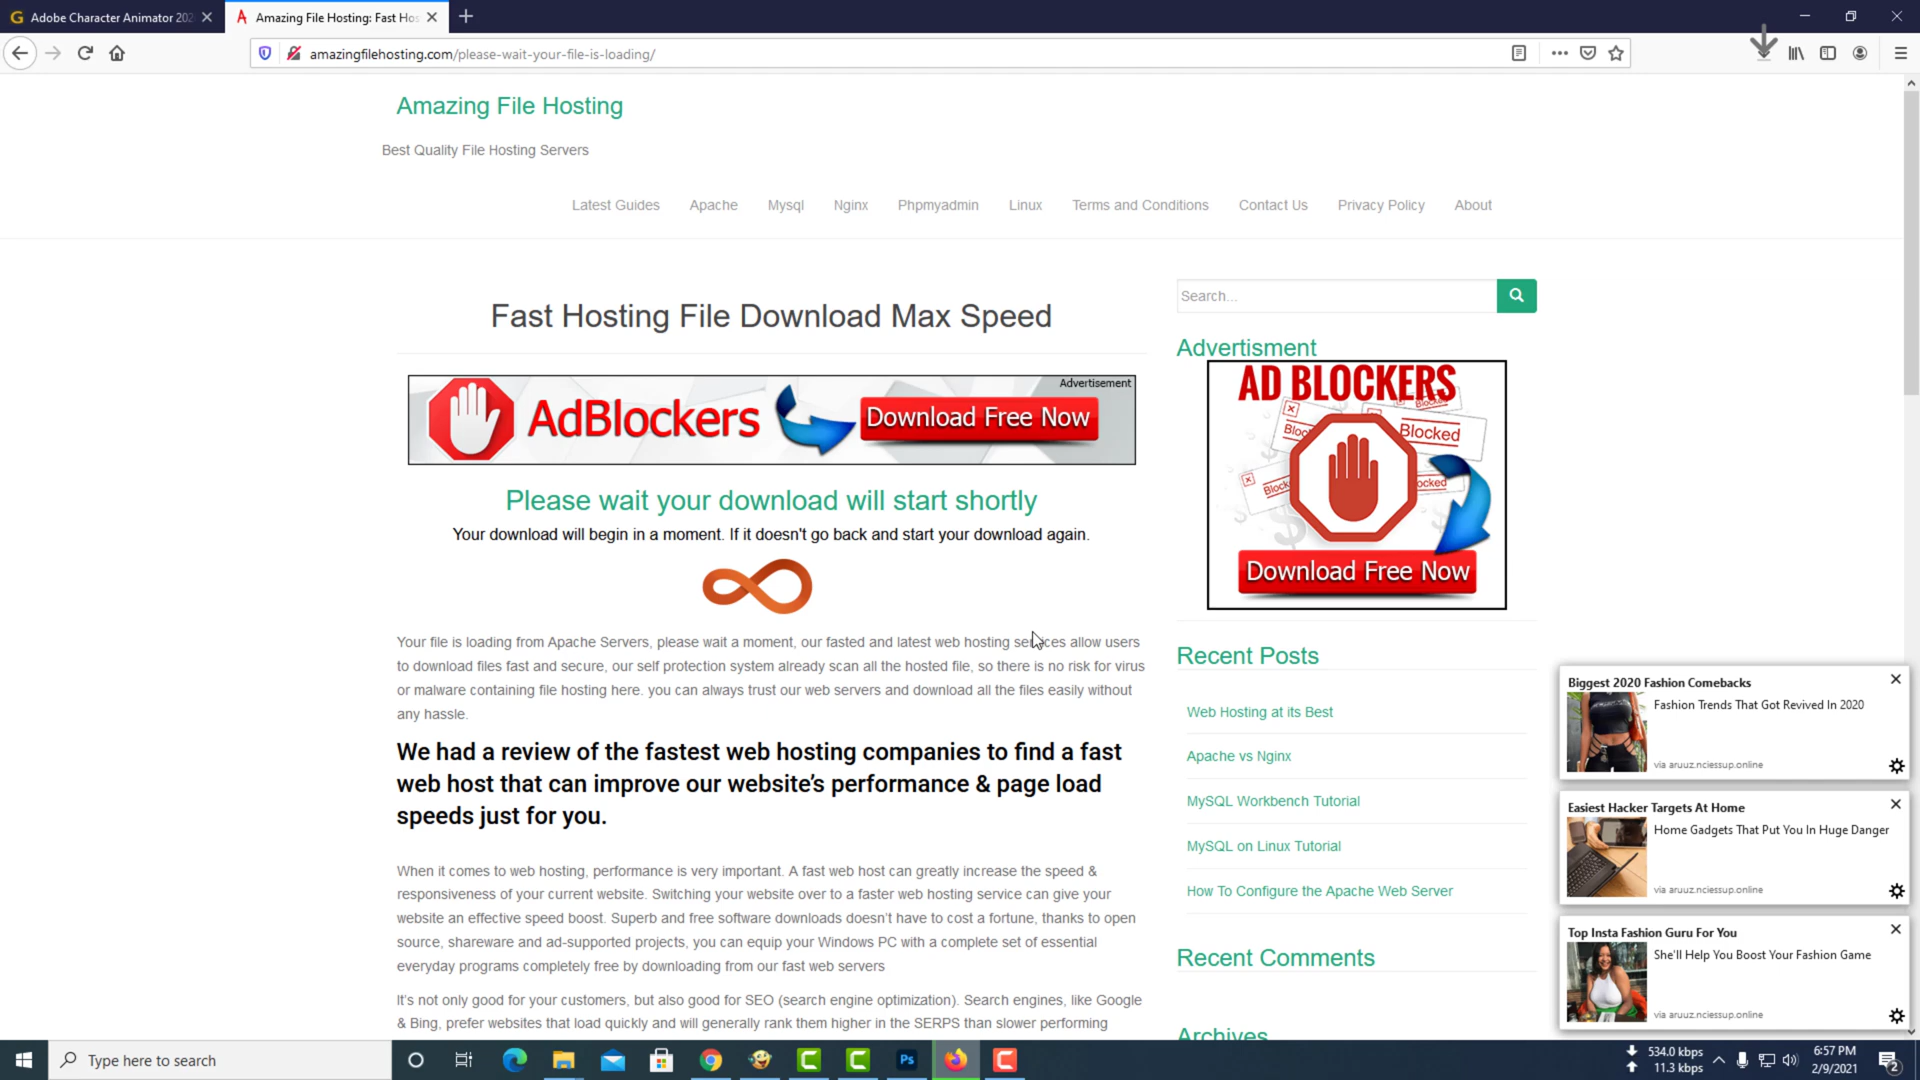 Adobe Character Animator 202
Amazing File Hosting: Fast Hos
amazingfilehosting.com/please-wait-your-file-is-loading/
Amazing File Hosting
Best Quality File Hosting Servers
Latest Guides
Apache
Mysql
Nginx
Phpmyadmin
Linux
Terms and Conditions
Contact Us
Privacy Policy
About
Fast Hosting File Download Max Speed
Advertisement
AdBlockers
Download Free Now
Please wait your download will start shortly
Your download will begin in a moment. If it doesn't go back and start your download again.
Your file is loading from Apache Servers, please wait a moment, our fasted and latest web hosting services allow users
to download files fast and secure, our self protection system already scan all the hosted file, so there is no risk for virus
or malware containing file hosting here. you can always trust our web servers and download all the files easily without
any hassle.
We had a review of the fastest web hosting companies to find a fast
web host that can improve our website's performance & page load
speeds just for you.
When it comes to web hosting, performance is very important. A fast web host can greatly increase the speed &
responsiveness of your current website. Switching your website over to a faster web hosting service can give your
website an effective speed boost. Superb and free software downloads doesn't have to cost a fortune, thanks to open
source, shareware and ad-supported projects, you can equip your Windows PC with a complete set of essential
everyday programs completely free by downloading from our fast web servers
It's not only good for your customers, but also good for SEO (search engine optimization). Search engines, like Google
& Bing, prefer websites that load quickly and will generally rank them higher in the SERPS than slower performing
Search...
Advertisment
AD BLOCKERS
Blocked
Download Free Now
Recent Posts
Web Hosting at its Best
Apache vs Nginx
MySQL Workbench Tutorial
MySQL on Linux Tutorial
How To Configure the Apache Web Server
Recent Comments
Archives
Biggest 2020 Fashion Comebacks
Fashion Trends That Got Revived In 2020
via aruuz.nciessup.online
Easiest Hacker Targets At Home
Home Gadgets That Put You In Huge Danger
via aruuz.nciessup.online
Top Insta Fashion Guru For You
She'll Help You Boost Your Fashion Game
via aruuz.nciessup.online
Type here to search
Ps
534.0 kbps
11.3 kbps
6:57 PM
2/9/2021
2